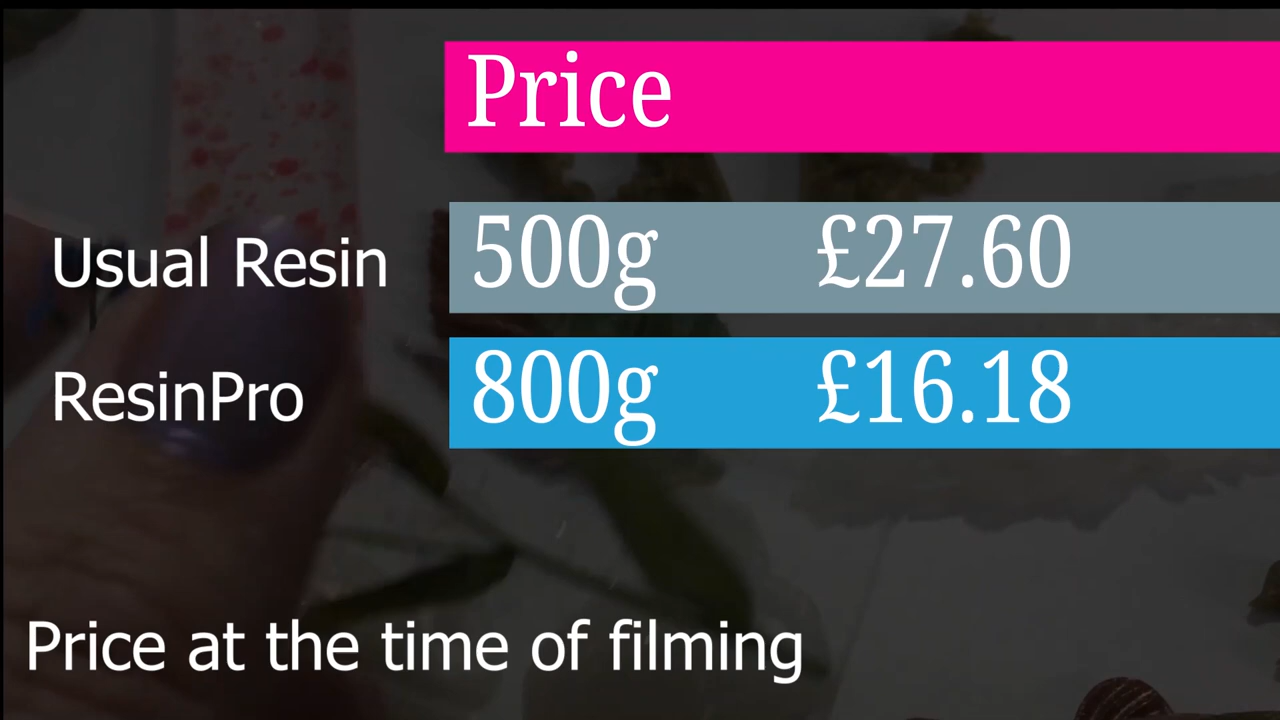 Price
Usual Resin 500g £27.60
ResinPro 800g £16.18
Price at the time of filming